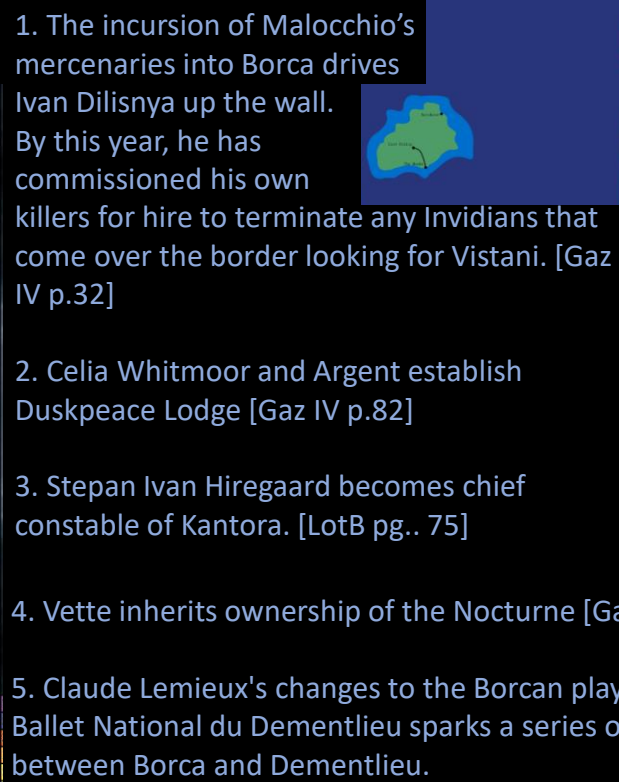 1. The incursion of Malocchio’s
mercenaries into Borca drives
Ivan Dilisnya up the wall.
By this year, he has
commissioned his own
killers for hire to terminate any Invidians that
come over the border looking for Vistani. [Gaz
IV p.32]
2. Celia Whitmoor and Argent establish
Duskpeace Lodge [Gaz IV p.82]
3. Stepan Ivan Hiregaard becomes chief
constable of Kantora. [LotB pg.. 75]
4. Vette inherits ownership of the Nocturne [Ga
5. Claude Lemieux's changes to the Borcan play
Ballet National du Dementlieu sparks a series o
between Borca and Dementlieu.